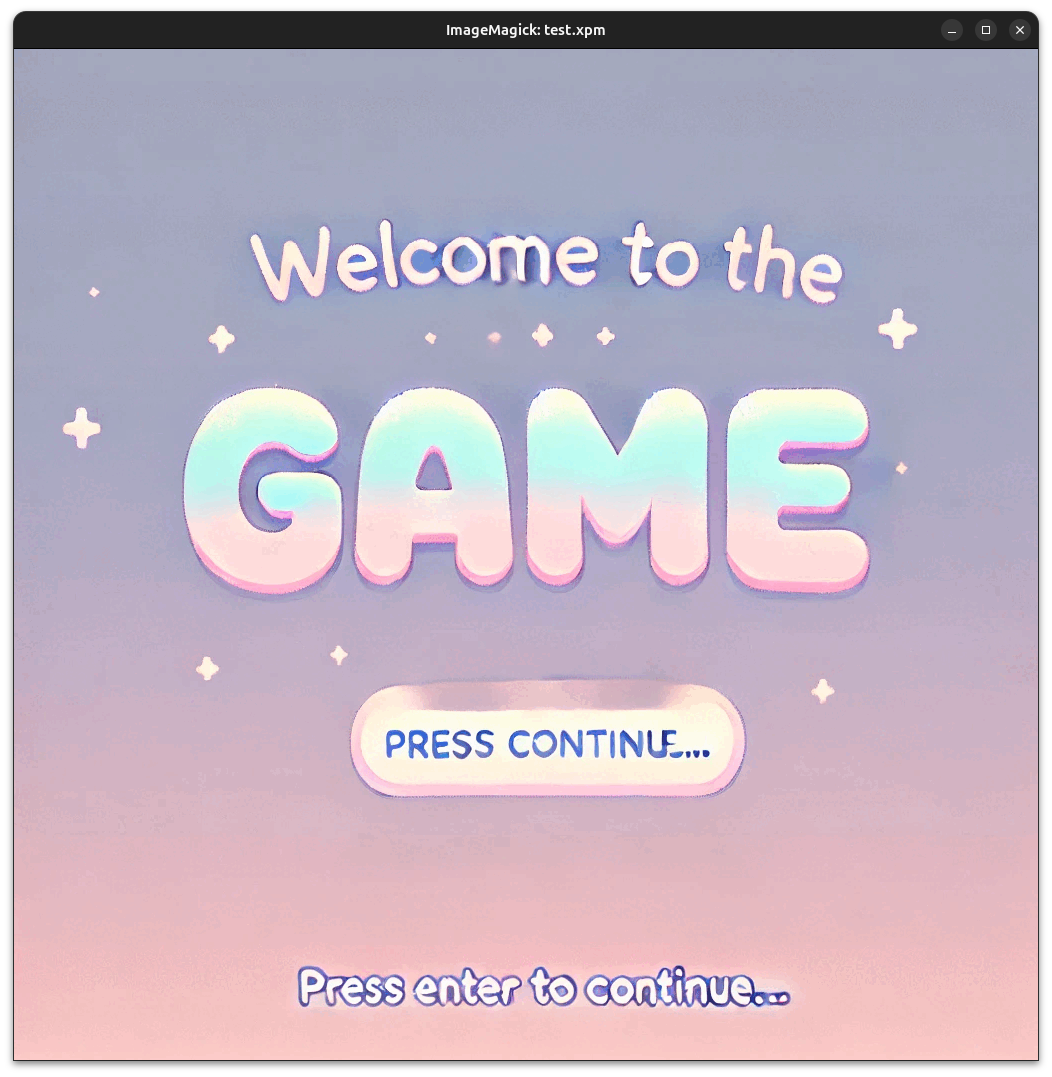 ImageMagick: test.xpm
Welcome to the
GAME
PRESS CONTINUE...
Press enter to continue...